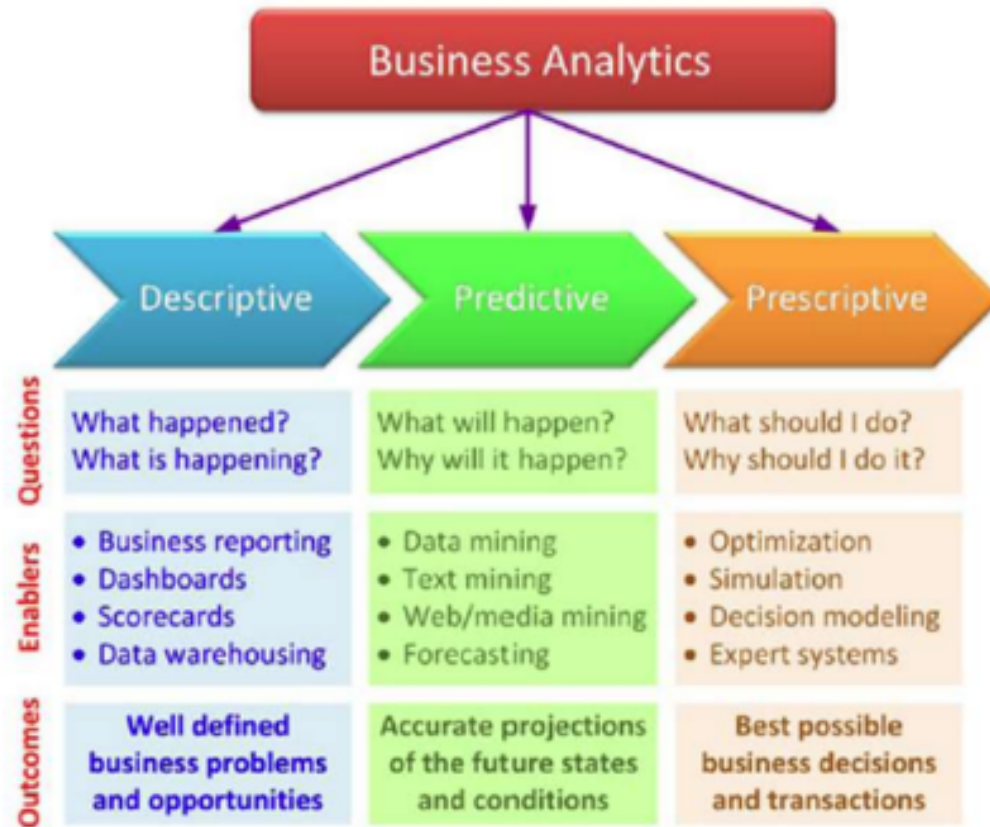 Business Analytics
Descriptive
Predictive
Prescriptive
Questions
What happened?
What is happening?
What will happen?
Why will it happen?
What should I do?
Why should I do it?
Enablers
• Business reporting
• Dashboards
• Scorecards
• Data warehousing
• Data mining
• Text mining
• Web/media mining
• Forecasting
• Optimization
• Simulation
• Decision modeling
• Expert systems
Outcomes
Well defined
business problems
and opportunities
Accurate projections
of the future states
and conditions
Best possible
business decisions
and transactions